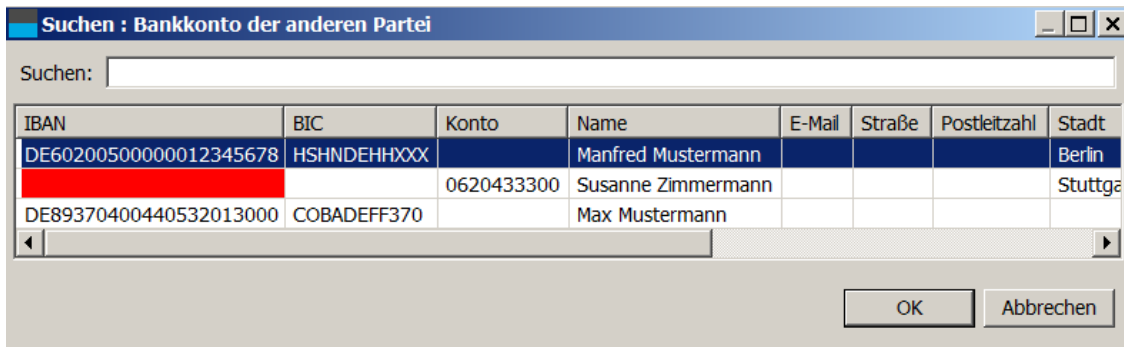 Suchen : Bankkonto der anderen Partei
Suchen:
IBAN BIC Konto Name E-Mail Straße Postleitzahl Stadt
DE60200500000012345678 HSHNDEHHXXX Manfred Mustermann Berlin
0620433300 Susanne Zimmermann Stuttga
DE89370400440532013000 COBADEFF370 Max Mustermann
OK Abbrechen